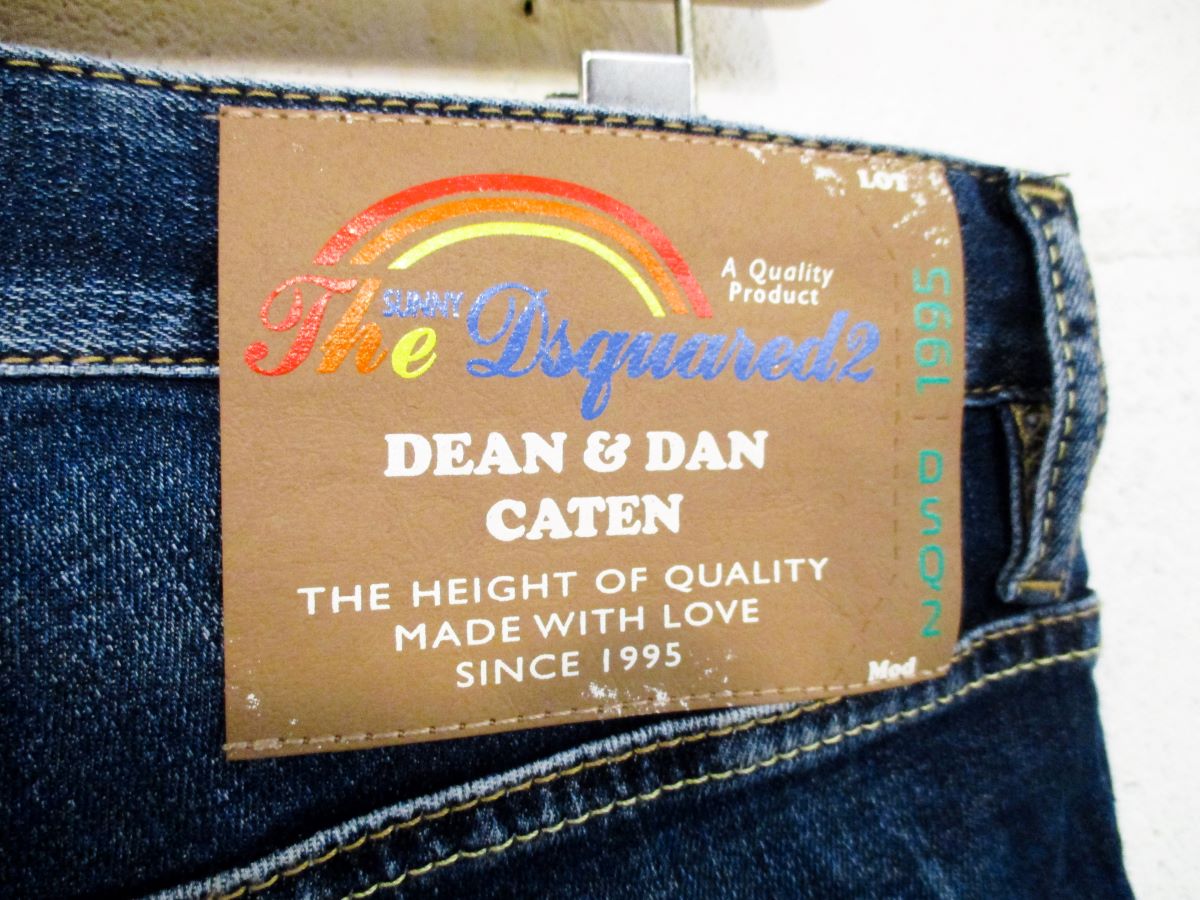 LOT
A Quality
Product
SUNNY
The Dsquared2
DEAN & DAN
CATEN
THE HEIGHT OF QUALITY
MADE WITH LOVE
SINCE 1995
Mod
DSQ2 | 1995